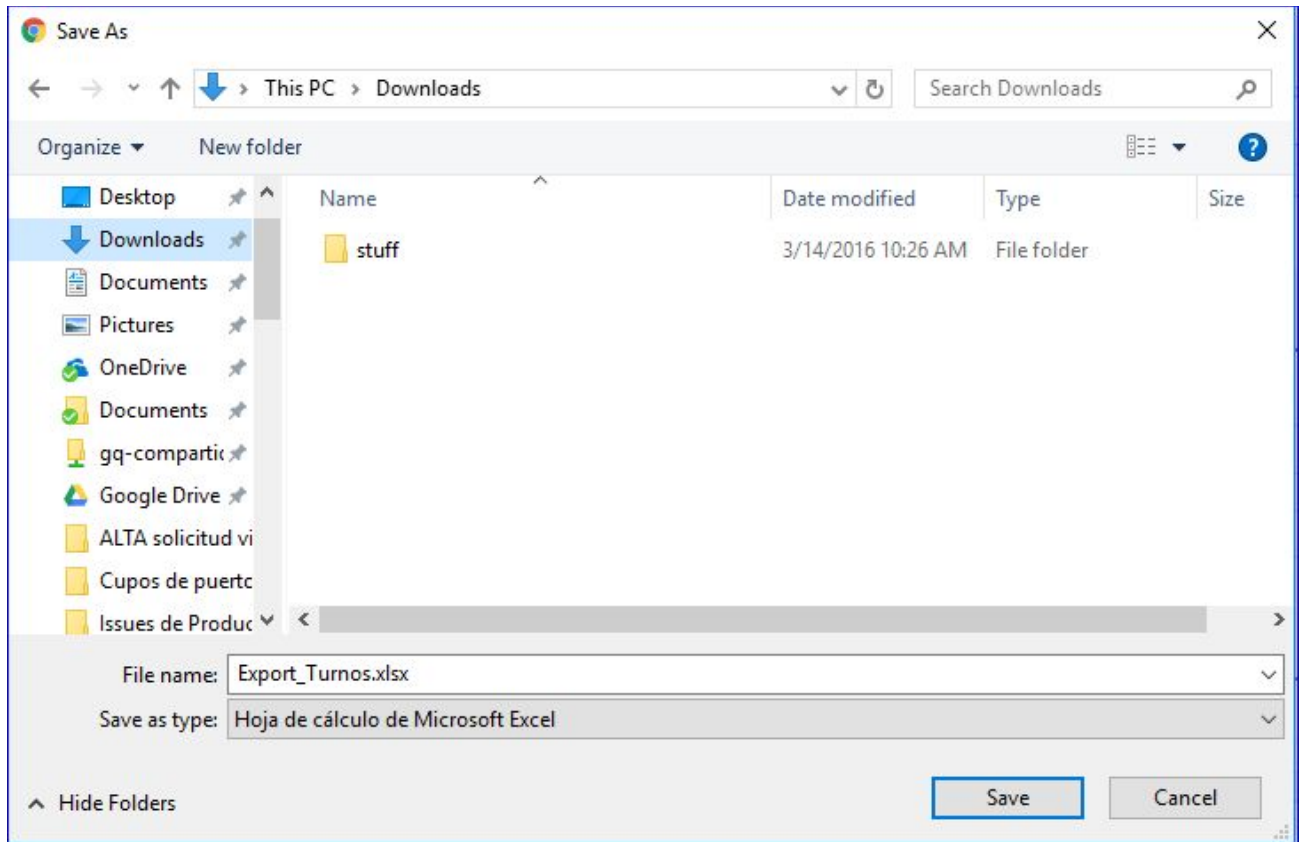 Save As
This PC > Downloads
Search Downloads
Organize
New folder
Name
Date modified
Type
Size
Desktop
Downloads
Documents
Pictures
OneDrive
Documents
gq-compartic
Google Drive
ALTA solicitud vi
Cupos de puerto
Issues de Produc
stuff
3/14/2016 10:26 AM
File folder
File name: Export_Turnos.xlsx
Save as type: Hoja de cálculo de Microsoft Excel
Hide Folders
Save
Cancel